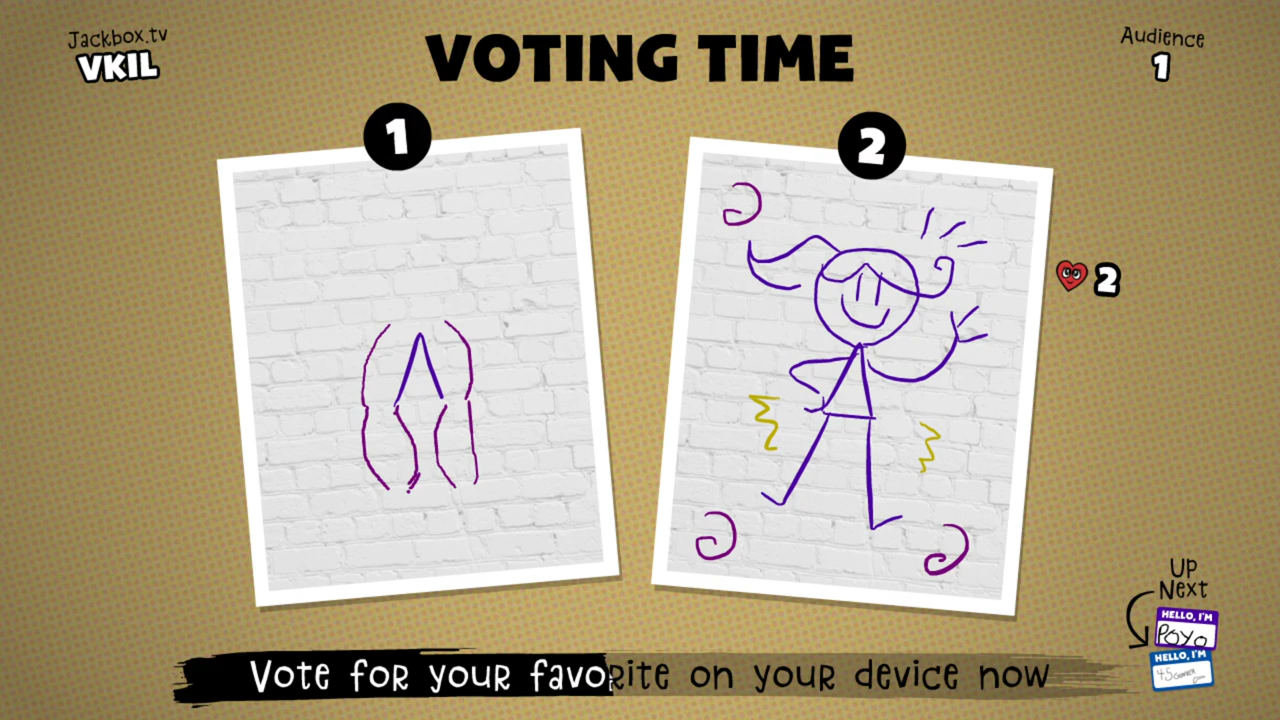 Jackbox.tv
VKIL
VOTING TIME
Audience
1
1
2
2
UP
Next
HELLO, I'M
Poyo
HELLO, I'M
Vote for your favorite on your device now